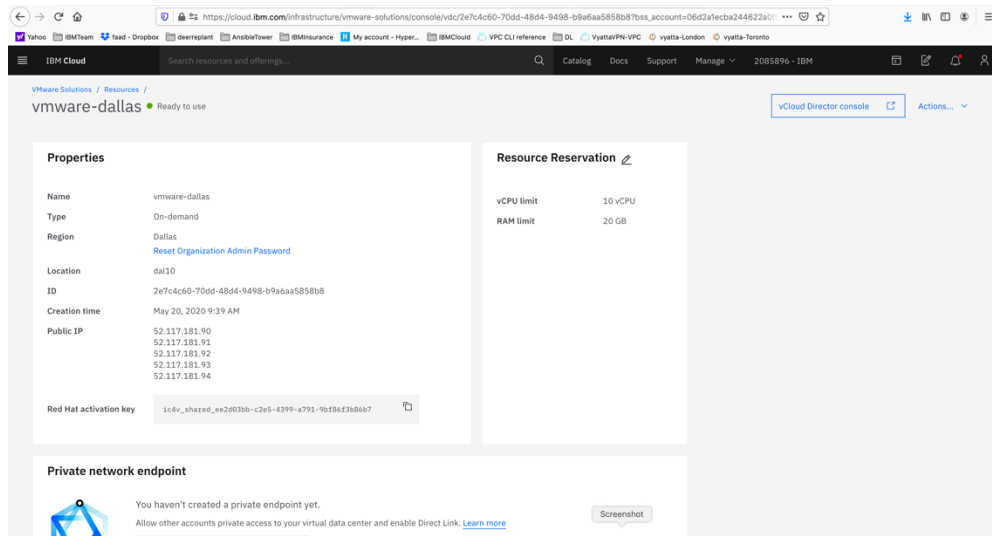 https://cloud.ibm.com/infrastructure/vmware-solutions/console/vdc/2e7c4c60-70dd-48d4-9498-b9a6aa5858b8?bss_account=06d2a1ecba244622a0
Yahoo IBMTeam faad - Dropbox deerreplant AnsibleTower IBMInsurance My account - Hyper... IBMClouid VPC CLI reference DL VyattaVPN-VPC vyatta-London vyatta-Toronto
IBM Cloud Search resources and offerings... Catalog Docs Support Manage 2085896 - IBM
VMware Solutions / Resources /
vmware-dallas Ready to use vCloud Director console Actions...
Properties
Name vmware-dallas
Type On-demand
Region Dallas
Reset Organization Admin Password
Location dal10
ID 2e7c4c60-70dd-48d4-9498-b9a6aa5858b8
Creation time May 20, 2020 9:39 AM
Public IP 52.117.181.90
52.117.181.91
52.117.181.92
52.117.181.93
52.117.181.94
Red Hat activation key ic4v_shared_ee2d03bb-c2e5-4399-a791-9bf86f3b86b7
Resource Reservation
vCPU limit 10 vCPU
RAM limit 20 GB
Private network endpoint
You haven't created a private endpoint yet.
Allow other accounts private access to your virtual data center and enable Direct Link. Learn more
Screenshot